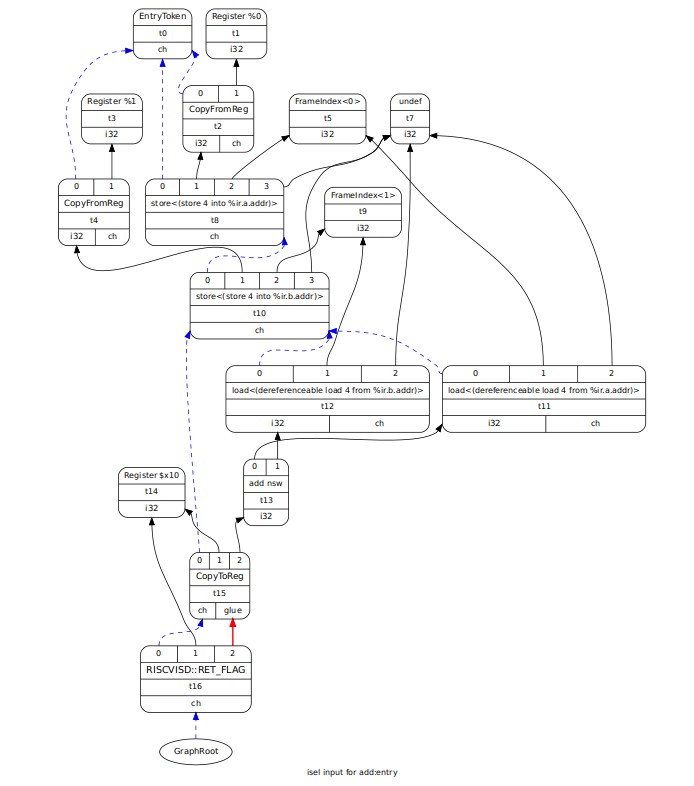 EntryToken
t0
ch
Register %0
t1
i32
0 1
CopyFromReg
t2
i32 ch
Register %1
t3
i32
FrameIndex<0>
t5
i32
undef
t7
i32
0 1
CopyFromReg
t4
i32 ch
0 1 2 3
store<(store 4 into %ir.a.addr)>
t8
ch
FrameIndex<1>
t9
i32
0 1 2 3
store<(store 4 into %ir.b.addr)>
t10
ch
0 1 2
load<(dereferenceable load 4 from %ir.b.addr)>
t12
i32 ch
0 1 2
load<(dereferenceable load 4 from %ir.a.addr)>
t11
i32 ch
0 1
add nsw
t13
i32
Register $x10
t14
i32
0 1 2
CopyToReg
t15
ch glue
0 1 2
RISCVISD::RET_FLAG
t16
ch
GraphRoot
isel input for add:entry